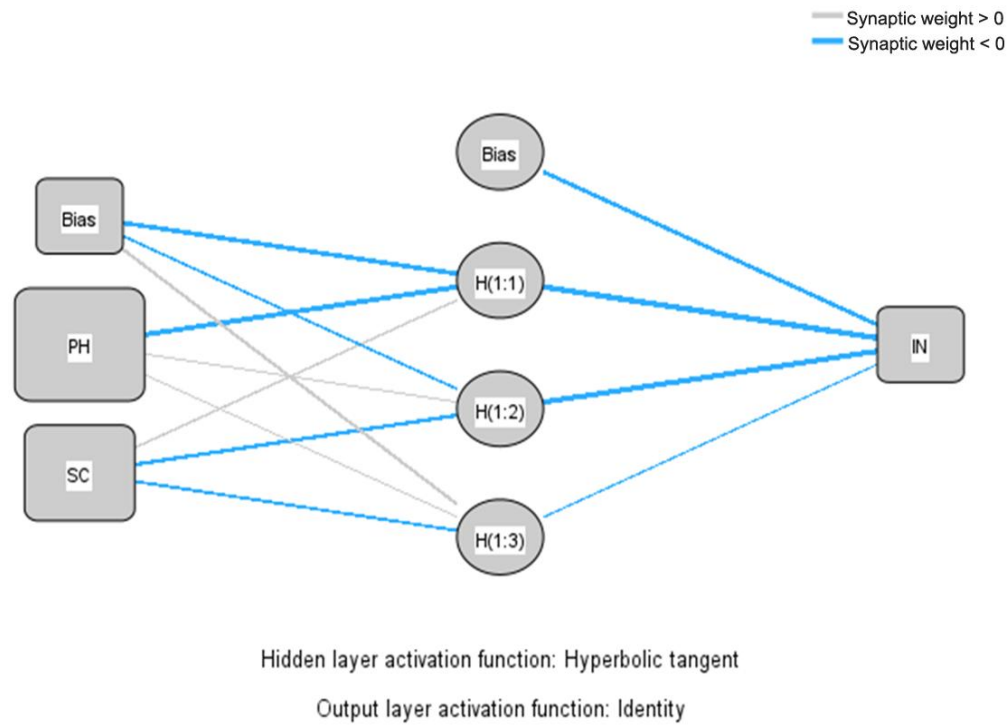 Synaptic weight > 0
Synaptic weight < 0
Bias
Bias
H(1:1)
PH
IN
H(1:2)
SC
H(1:3)
Hidden layer activation function: Hyperbolic tangent
Output layer activation function: Identity